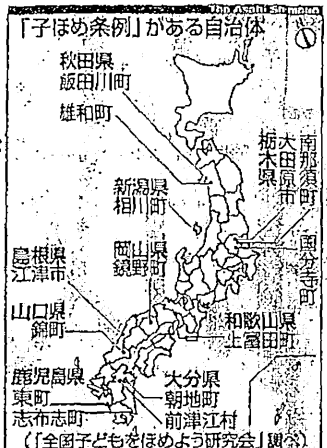 The Asahi Shimbun
「子ほめ条例」がある自治体
秋田県
飯田川町
雄和町
南那須町
大田原市
栃木県
国分寺町
新潟県
相川町
岡山県
鏡野町
島根県
江津市
山口県
錦町
和歌山県
上富田町
鹿児島県
東町
志布志町
大分県
朝地町
前津江村
(「全国子どもをほめよう研究会」調べ)